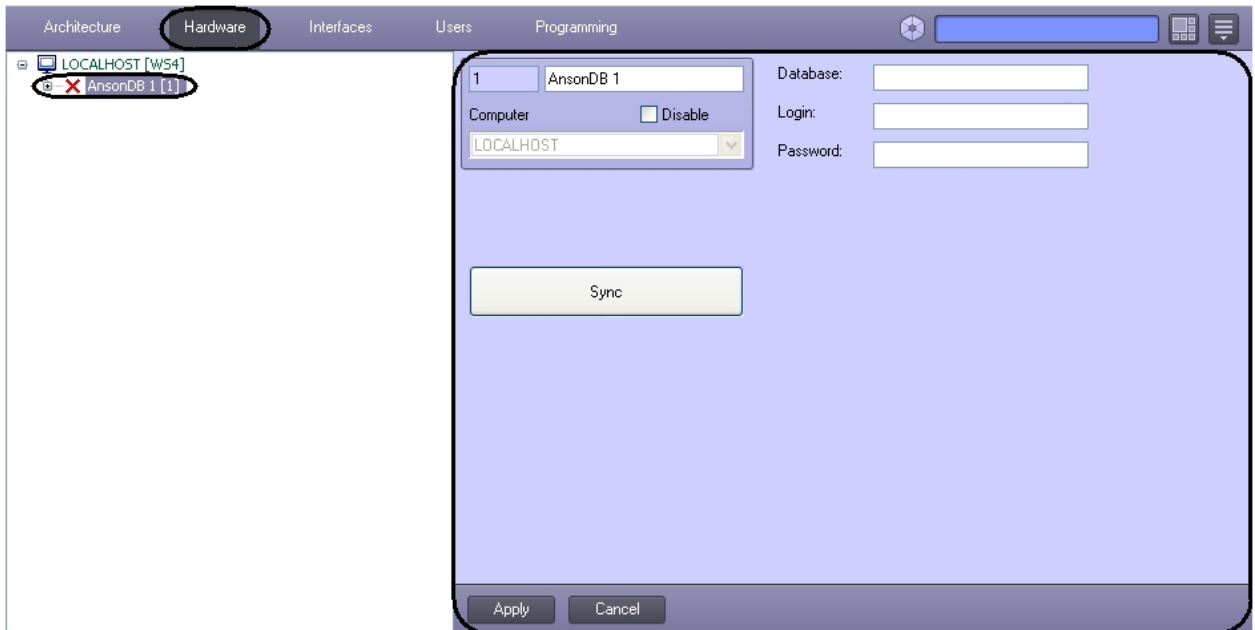 Architecture Hardware Interfaces Users Programming
LOCALHOST [WS4]
AnsonDB 1 [1]
1 AnsonDB 1
Computer Disable
LOCALHOST
Database:
Login:
Password:
Sync
Apply Cancel